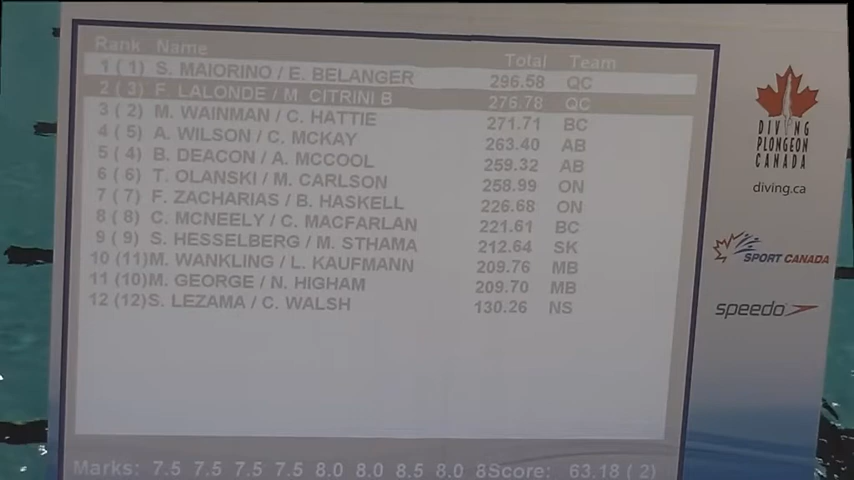 Rank Name Total Team
1 (1) S. MAIORINO / E. BELANGER 296.58 QC
2 (3) F. LALONDE / M CITRINI B 276.78 QC
3 (2) M. WAINMAN / C. HATTIE 271.71 BC
4 (5) A. WILSON / C. MCKAY 263.40 AB
5 (4) B. DEACON / A. MCCOOL 259.32 AB
6 (6) T. OLANSKI / M. CARLSON 258.99 ON
7 (7) F. ZACHARIAS / B. HASKELL 226.68 ON
8 (8) C. MCNEELY / C. MACFARLAN 221.61 BC
9 (9) S. HESSELBERG / M. STHAMA 212.64 SK
10 (11)M. WANKLING / L. KAUFMANN 209.76 MB
11 (10)M. GEORGE / N. HIGHAM 209.70 MB
12 (12)S. LEZAMA / C. WALSH 130.26 NS
Marks: 7.5 7.5 7.5 7.5 8.0 8.0 8.5 8.0 8Score: 63.18 ( 2)
DIVING
PLONGEON
CANADA
diving.ca
SPORT CANADA
speedo